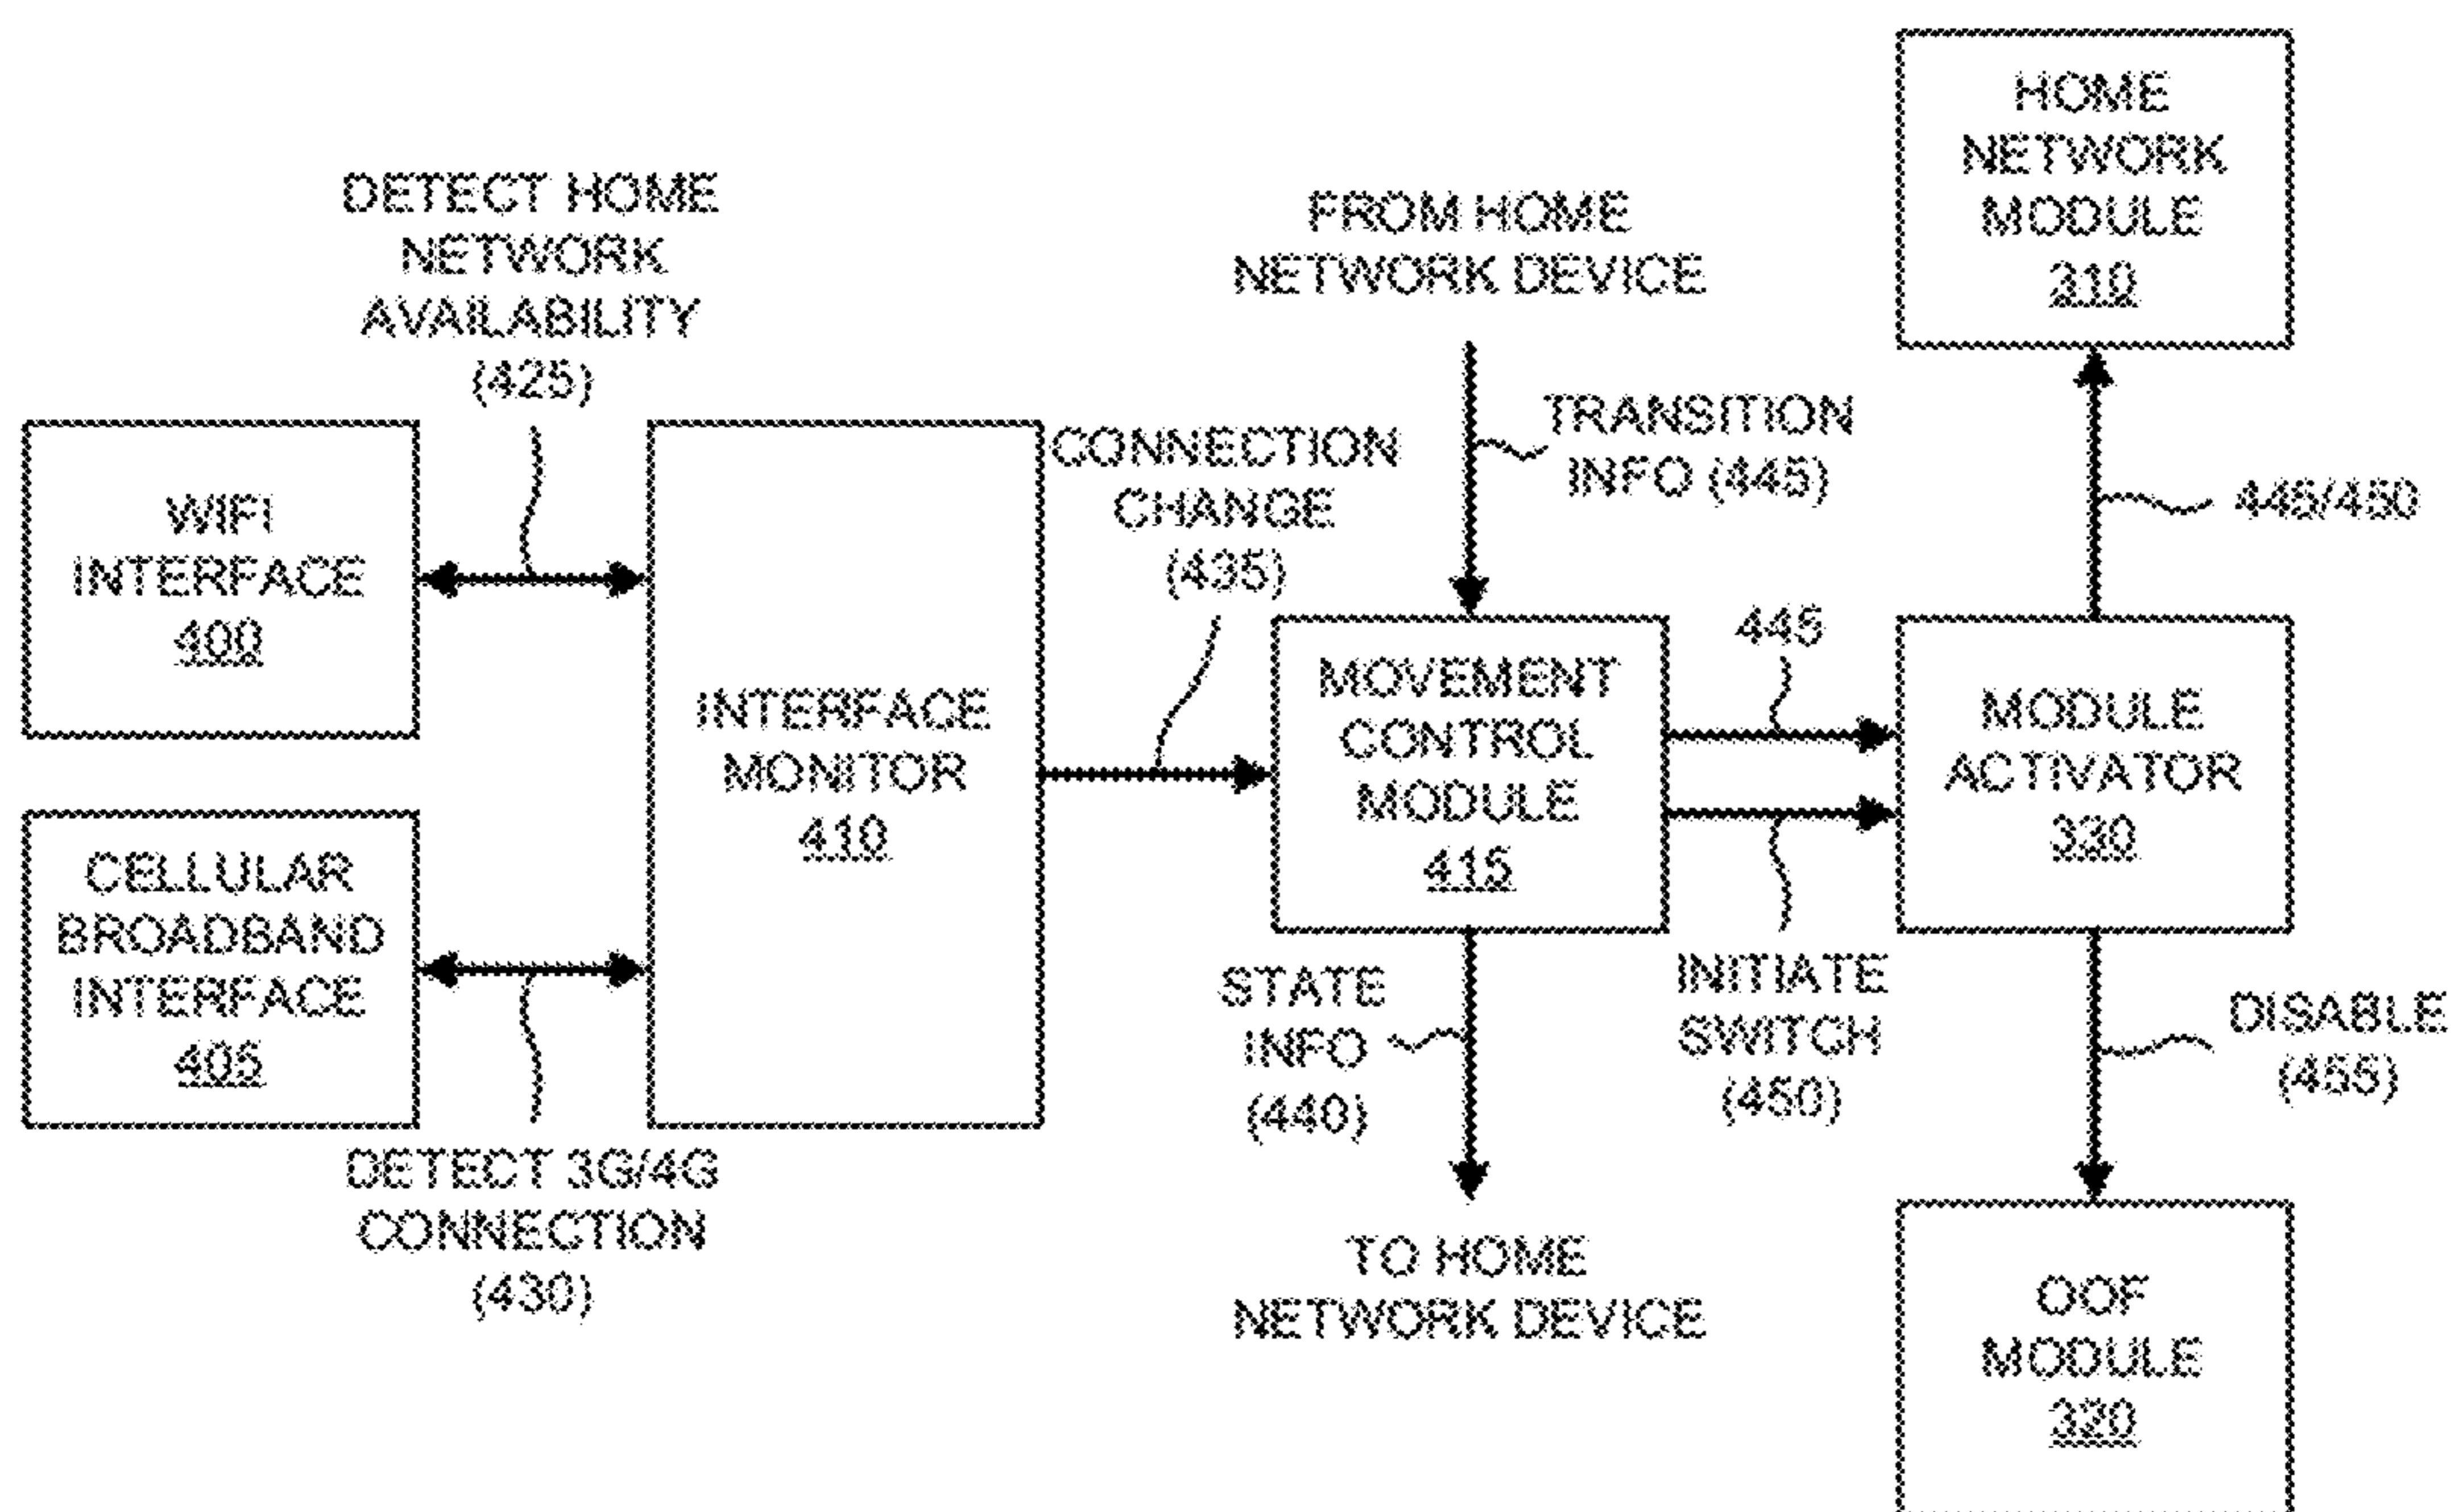 HOME
NETWORK
MODULE
310
DETECT HOME
NETWORK
AVAILABILITY
(425)
FROM HOME
NETWORK DEVICE
TRANSITION
INFO (445)
445/450
WIFI
INTERFACE
400
CONNECTION
CHANGE
(435)
INTERFACE
MONITOR
410
MOVEMENT
CONTROL
MODULE
415
445
MODULE
ACTIVATOR
330
CELLULAR
BROADBAND
INTERFACE
405
STATE
INFO
(440)
INITIATE
SWITCH
(450)
DISABLE
(455)
DETECT 3G/4G
CONNECTION
(430)
TO HOME
NETWORK DEVICE
OOF
MODULE
320